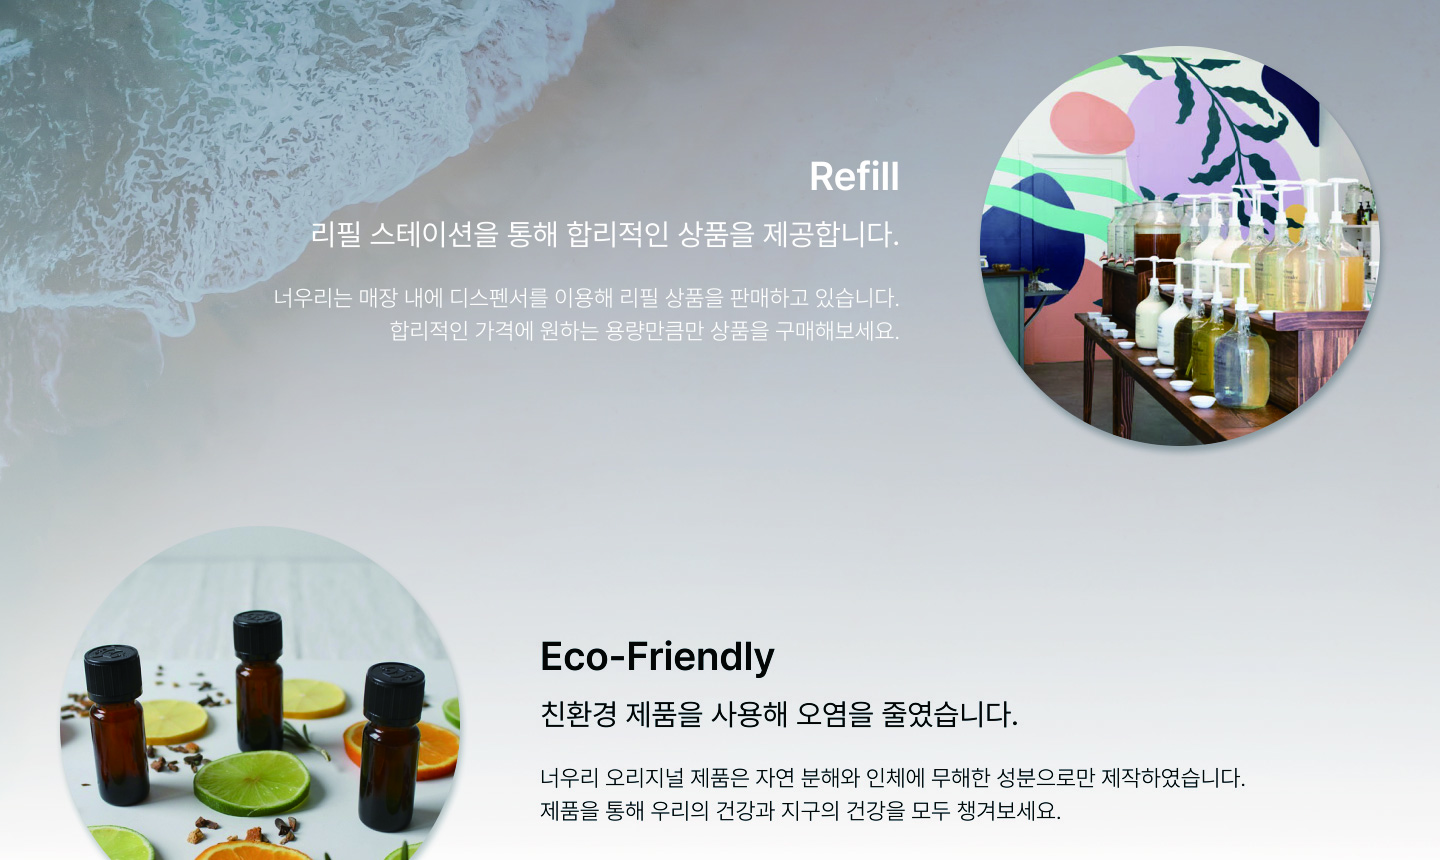 Refill
리필 스테이션을 통해 합리적인 상품을 제공합니다.
너우리는 매장 내에 디스펜서를 이용해 리필 상품을 판매하고 있습니다.
합리적인 가격에 원하는 용량만큼만 상품을 구매해보세요.
Eco-Friendly
친환경 제품을 사용해 오염을 줄였습니다.
너우리 오리지널 제품은 자연 분해와 인체에 무해한 성분으로만 제작하였습니다.
제품을 통해 우리의 건강과 지구의 건강을 모두 챙겨보세요.